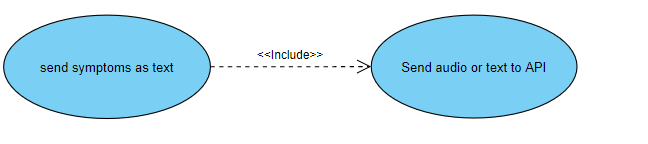 send symptoms as text
<<Include>>
Send audio or text to API